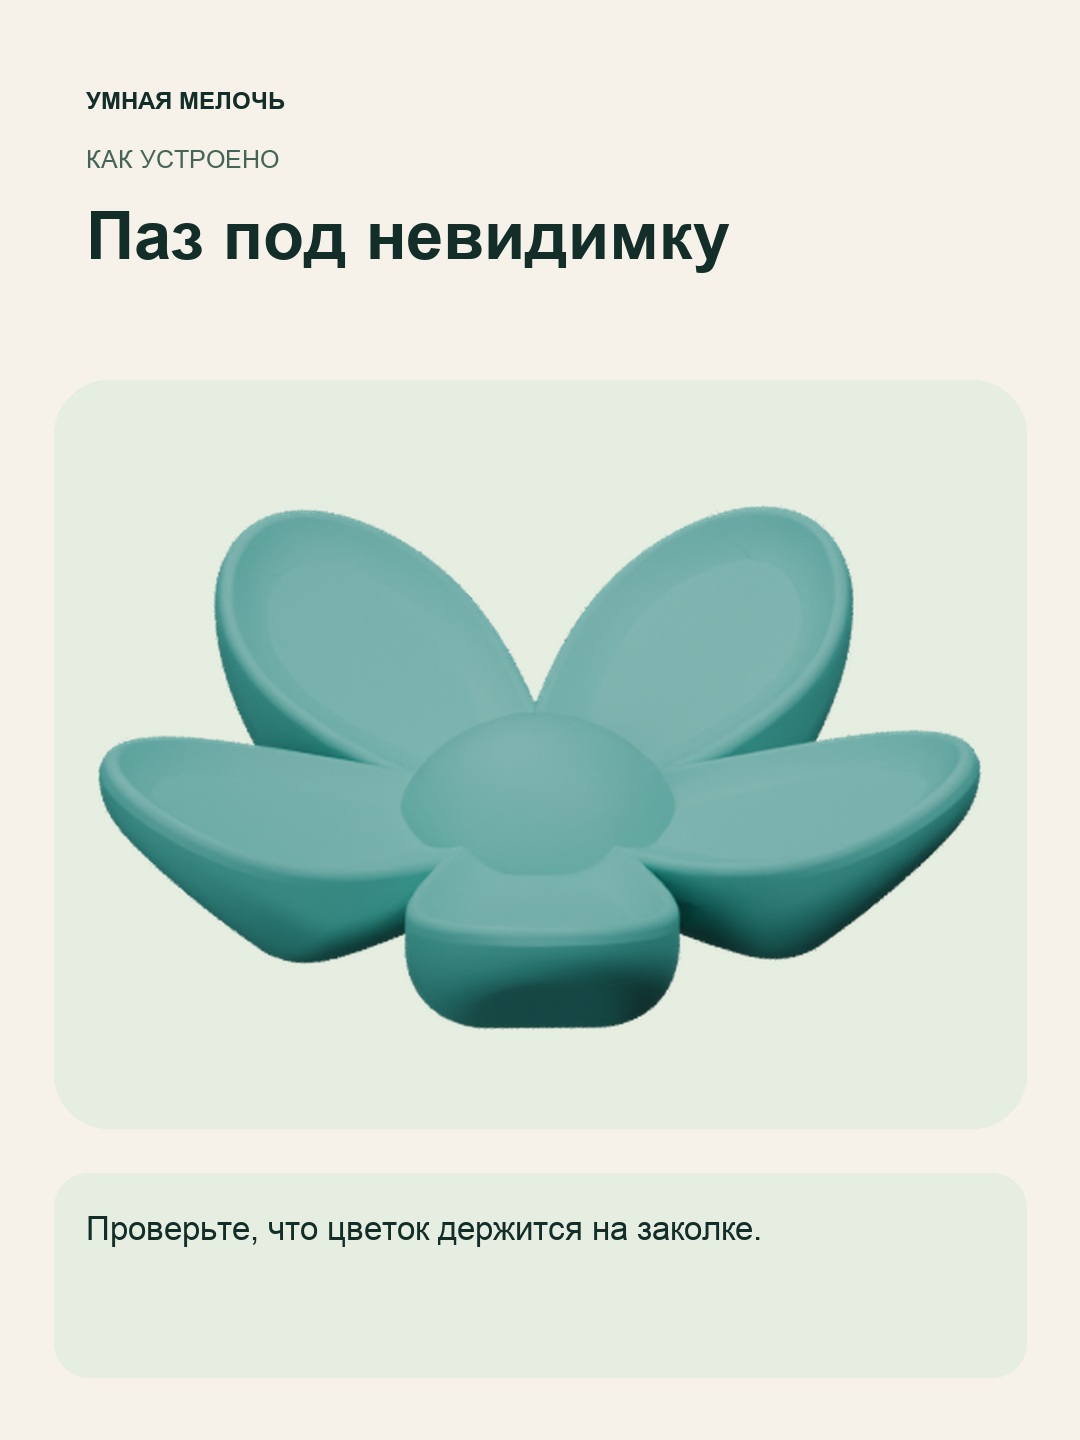 УМНАЯ МЕЛОЧЬ
КАК УСТРОЕНО
Паз под невидимку
Проверьте, что цветок держится на заколке.